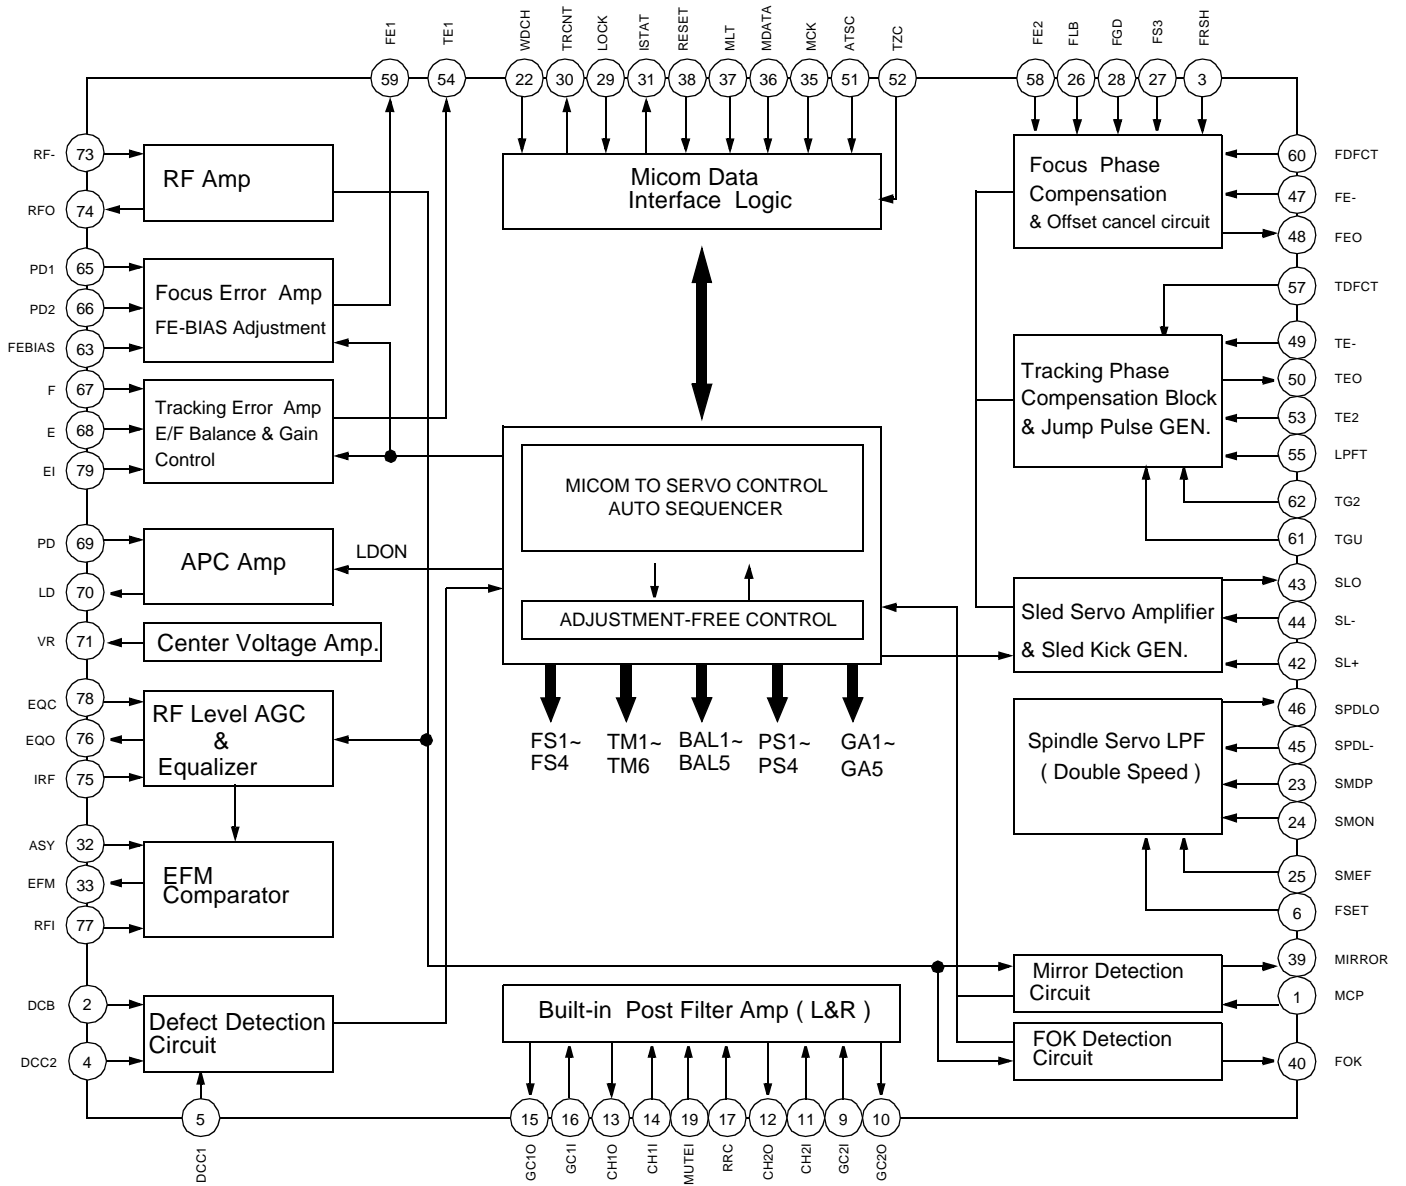 FE1
TE1
WDCH
TRCNT
LOCK
ISTAT
RESET
MLT
MDATA
MCK
ATSC
TZC
FE2
FLB
FGD
FS3
FRSH
59
54
22
30
29
31
38
37
36
35
51
52
58
26
28
27
3
RF- 73
RFO 74
RF Amp
PD1 65
PD2 66
FEBIAS 63
Focus Error Amp
FE-BIAS Adjustment
F 67
E 68
EI 79
Tracking Error Amp
E/F Balance & Gain
Control
PD 69
LD 70
APC Amp
LDON
VR 71
Center Voltage Amp.
EQC 78
EQO 76
IRF 75
RF Level AGC
&
Equalizer
ASY 32
EFM 33
RFI 77
EFM
Comparator
DCB 2
DCC2 4
Defect Detection
Circuit
5
DCC1
Micom Data
Interface Logic
MICOM TO SERVO CONTROL
AUTO SEQUENCER
ADJUSTMENT-FREE CONTROL
FS1~
FS4
TM1~
TM6
BAL1~
BAL5
PS1~
PS4
GA1~
GA5
Built-in Post Filter Amp ( L&R )
15
16
13
14
19
17
12
11
9
10
GC1O
GC1I
CH1O
CH1I
MUTEI
RRC
CH2O
CH2I
GC2I
GC2O
Focus Phase
Compensation
& Offset cancel circuit
60 FDFCT
47 FE-
48 FEO
57 TDFCT
Tracking Phase
Compensation Block
& Jump Pulse GEN.
49 TE-
50 TEO
53 TE2
55 LPFT
62 TG2
61 TGU
Sled Servo Amplifier
& Sled Kick GEN.
43 SLO
44 SL-
42 SL+
Spindle Servo LPF
( Double Speed )
46 SPDLO
45 SPDL-
23 SMDP
24 SMON
25 SMEF
6 FSET
Mirror Detection
Circuit
39 MIRROR
1 MCP
FOK Detection
Circuit
40 FOK